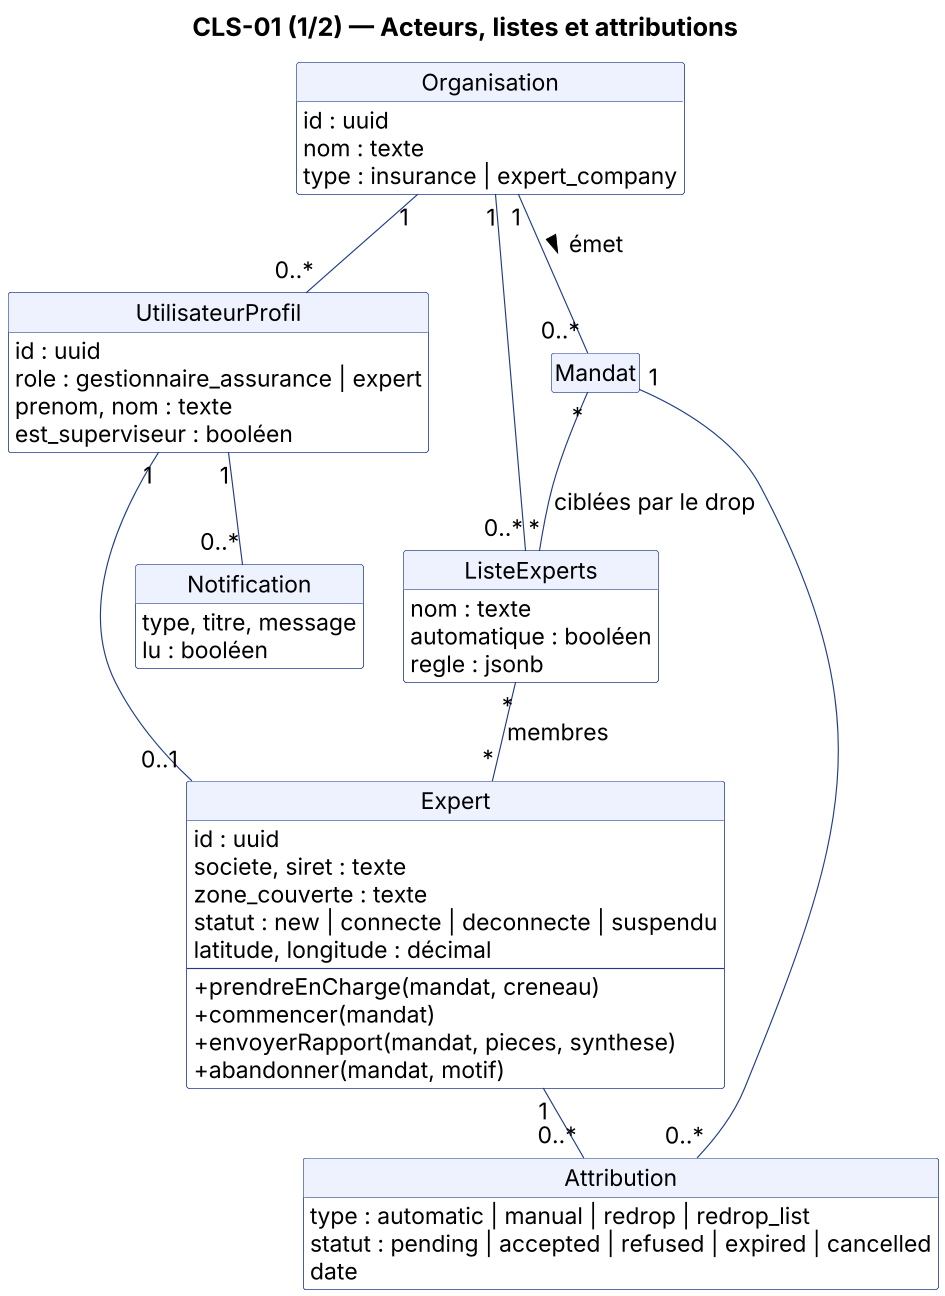 CLS-01 (1/2) — Acteurs, listes et attributions
Organisation
id : uuid
nom : texte
type : insurance | expert_company
1
1
1
émet
0..*
0..*
UtilisateurProfil
id : uuid
role : gestionnaire_assurance | expert
prenom, nom : texte
est_superviseur : booléen
Mandat
1
*
1
1
ciblées par le drop
0..*
0..*
*
Notification
type, titre, message
lu : booléen
ListeExperts
nom : texte
automatique : booléen
regle : jsonb
*
membres
*
0..1
Expert
id : uuid
societe, siret : texte
zone_couverte : texte
statut : new | connecte | deconnecte | suspendu
latitude, longitude : décimal
+prendreEnCharge(mandat, creneau)
+commencer(mandat)
+envoyerRapport(mandat, pieces, synthese)
+abandonner(mandat, motif)
1
0..*
0..*
Attribution
type : automatic | manual | redrop | redrop_list
statut : pending | accepted | refused | expired | cancelled
date